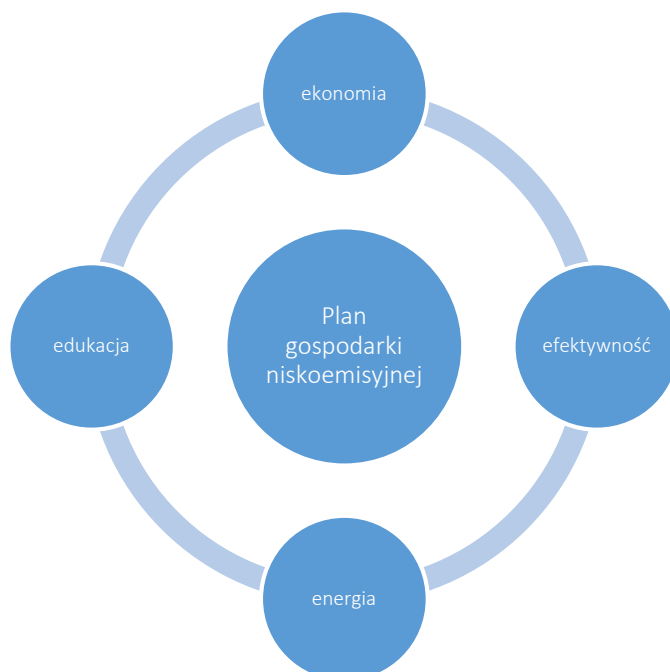 ekonomia
edukacja
Plan
gospodarki
niskoemisyjnej
efektywność
energia